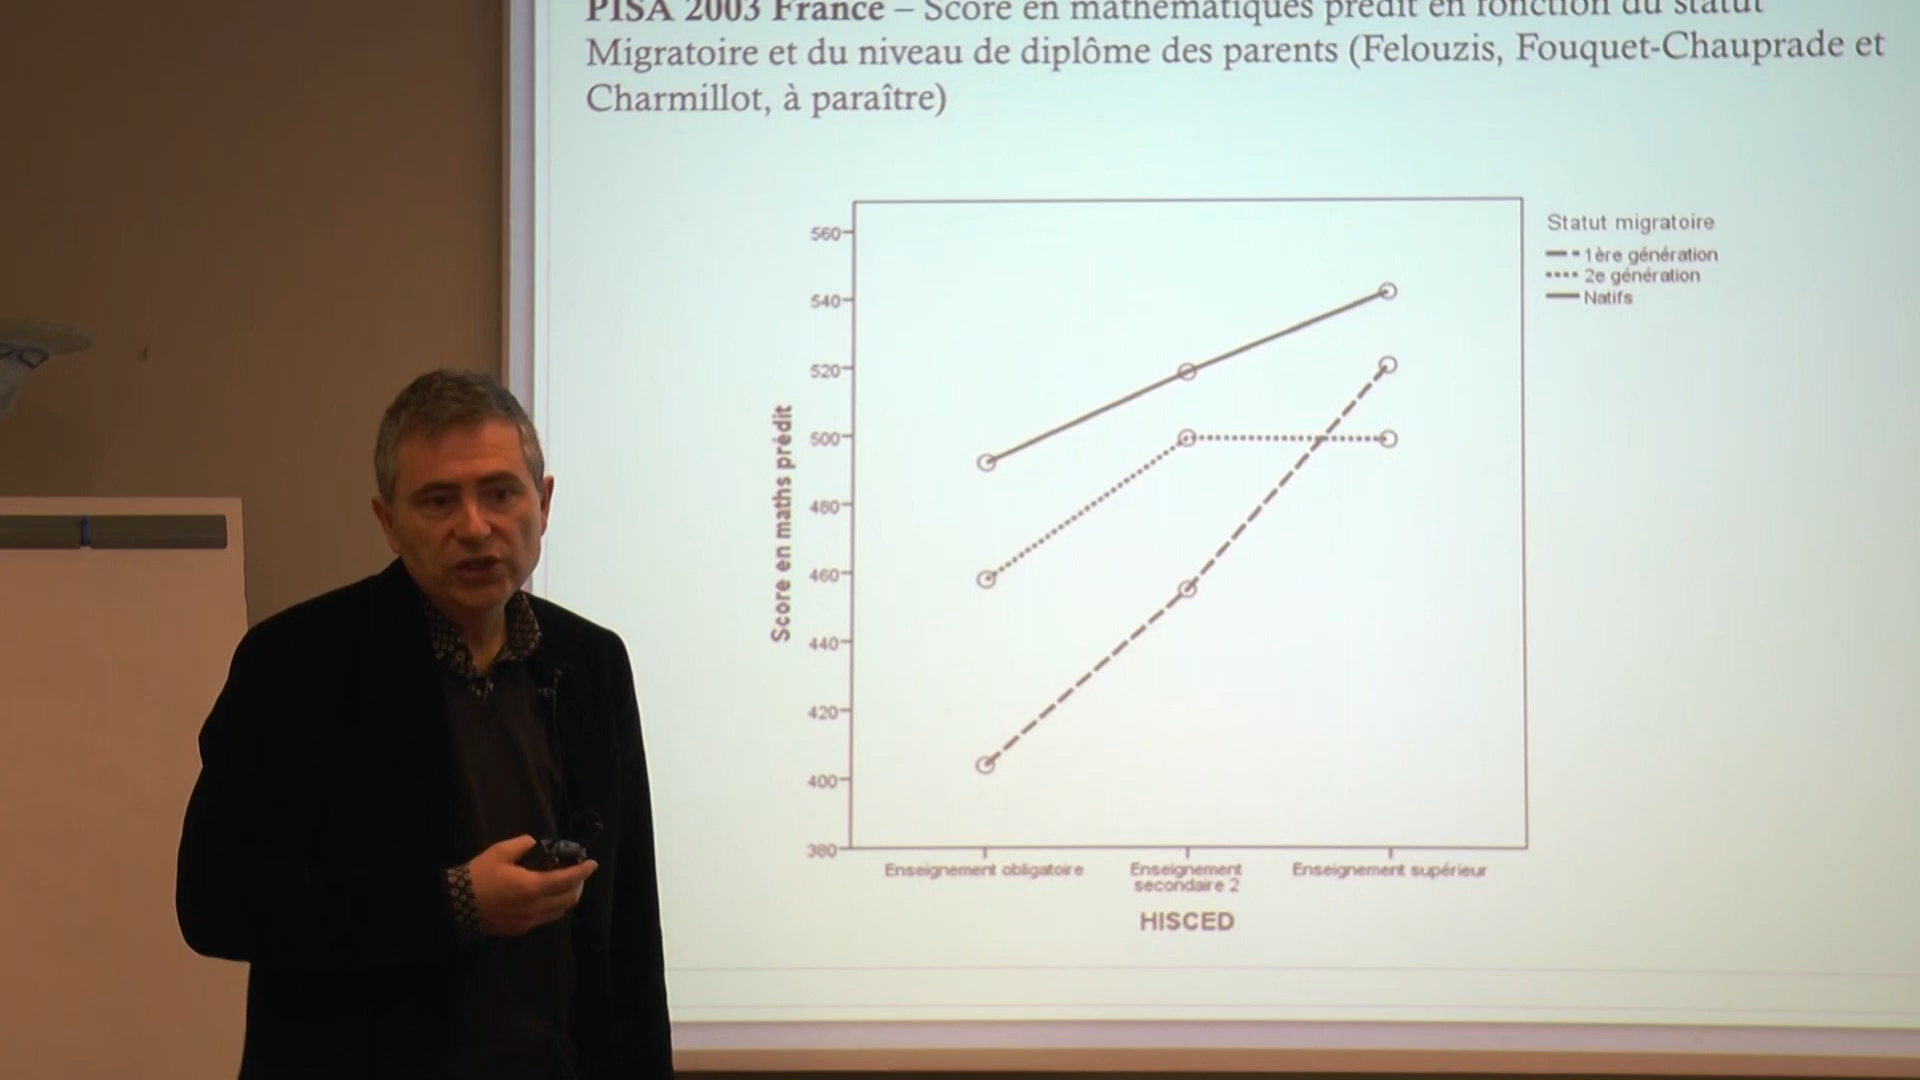 PISA 2003 France – Score en mathématiques prédit en fonction du statut
Migratoire et du niveau de diplôme des parents (Felouzis, Fouquet-Chauprade et
Charmillot, à paraître)
Statut migratoire
1ère génération
2e génération
Natifs
Score en maths prédit
560
540
520
500
480
460
440
420
400
380
Enseignement obligatoire
Enseignement
secondaire 2
Enseignement supérieur
HISCED